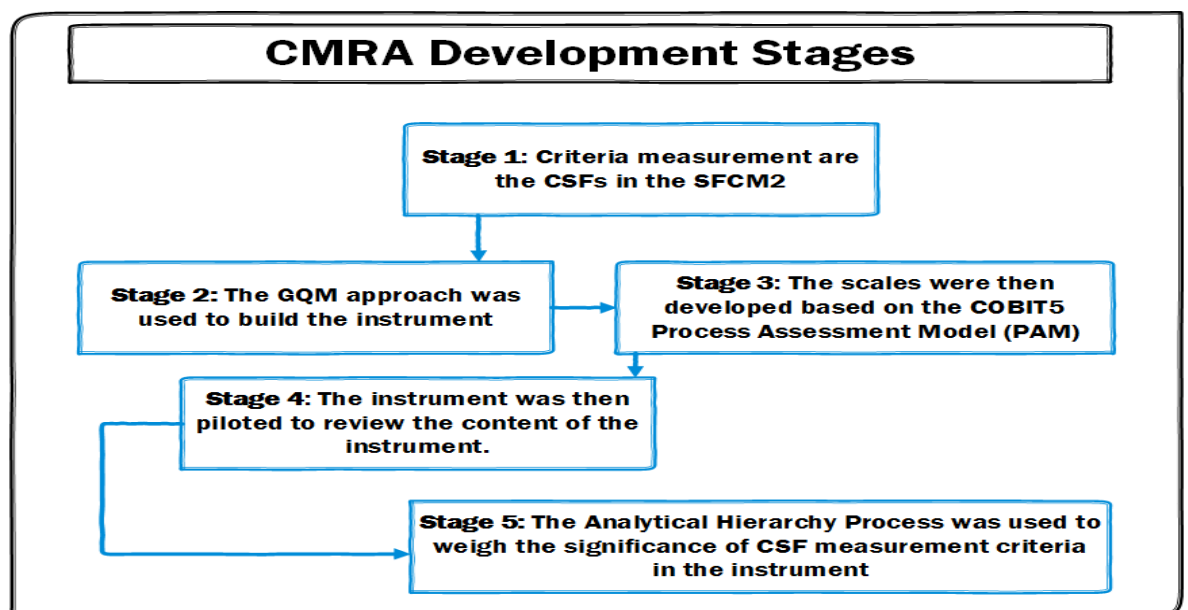 CMRA Development Stages
Stage 1: Criteria measurement are
the CSFs in the SFCM2
Stage 2: The GQM approach was
used to build the instrument
Stage 3: The scales were then
developed based on the COBIT5
Process Assessment Model (PAM)
Stage 4: The instrument was then
piloted to review the content of the
instrument.
Stage 5: The Analytical Hierarchy Process was used to
weigh the significance of CSF measurement criteria
in the instrument